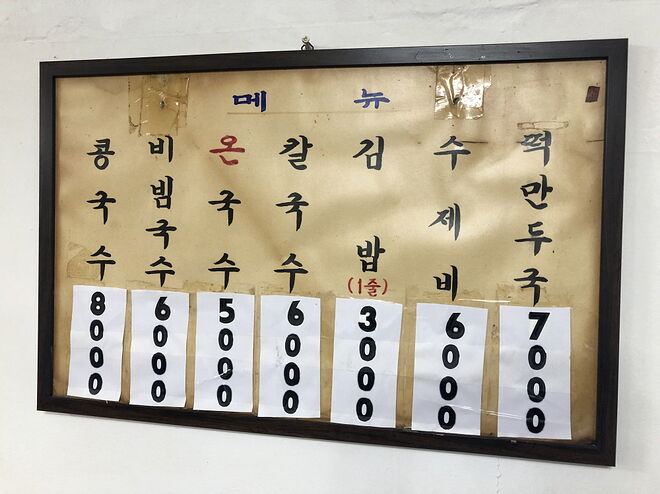 메뉴
콩국수 8000
비빔국수 6000
온국수 5000
칼국수 6000
김밥 (1줄) 3000
수제비 6000
떡만두국 7000